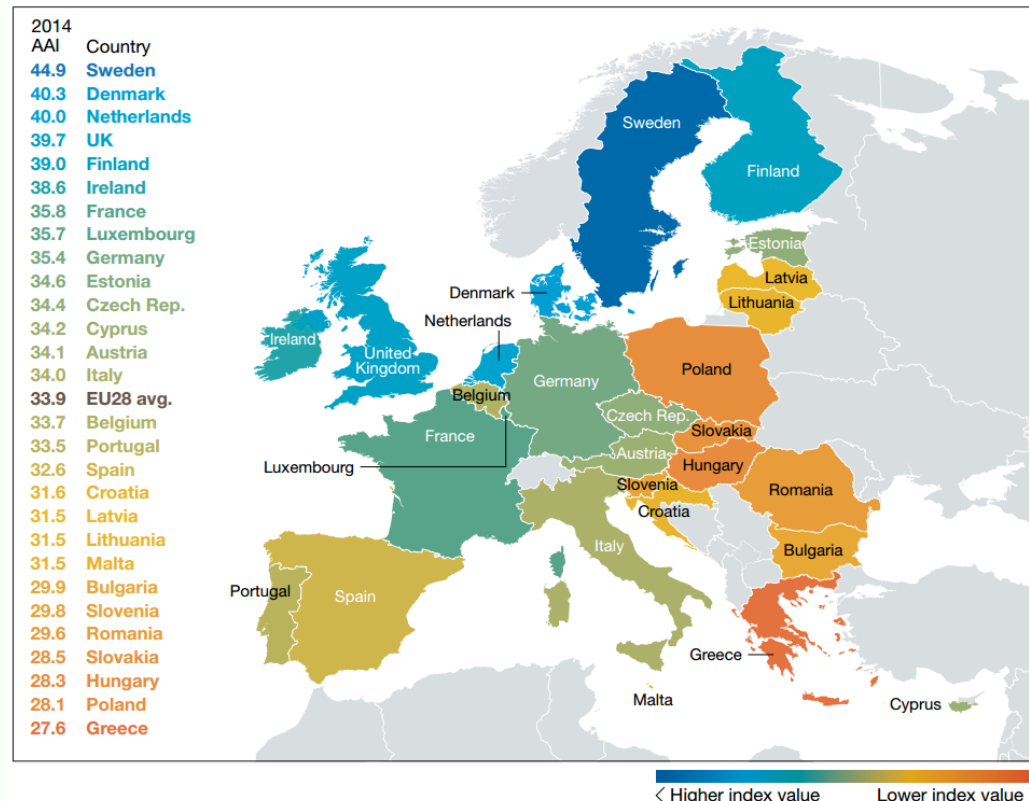 2014
AAI Country
44.9 Sweden
40.3 Denmark
40.0 Netherlands
39.7 UK
39.0 Finland
38.6 Ireland
35.8 France
35.7 Luxembourg
35.4 Germany
34.6 Estonia
34.4 Czech Rep.
34.2 Cyprus
34.1 Austria
34.0 Italy
33.9 EU28 avg.
33.7 Belgium
33.5 Portugal
32.6 Spain
31.6 Croatia
31.5 Latvia
31.5 Lithuania
31.5 Malta
29.9 Bulgaria
29.8 Slovenia
29.6 Romania
28.5 Slovakia
28.3 Hungary
28.1 Poland
27.6 Greece
Sweden
Finland
Estonia
Latvia
Lithuania
Denmark
Netherlands
Ireland
United
Kingdom
Belgium
Germany
Poland
Czech Rep.
Slovakia
France
Luxembourg
Austria
Hungary
Slovenia
Croatia
Romania
Bulgaria
Italy
Portugal
Spain
Greece
Malta
Cyprus
< Higher index value Lower index value